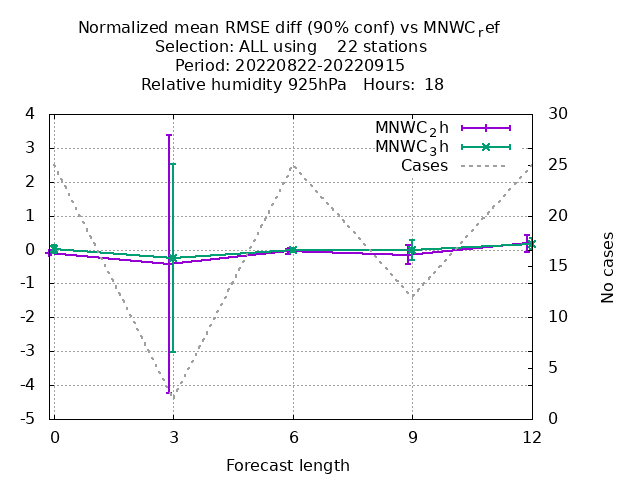 Normalized mean RMSE diff (90% conf) vs MNWC_ref
Selection: ALL using    22 stations
Period: 20220822-20220915
Relative humidity 925hPa   Hours:  18
MNWC_2h
MNWC_3h
Cases
4
3
2
1
0
-1
-2
-3
-4
-5
30
25
20
15
10
5
0
No cases
0
3
6
9
12
Forecast length